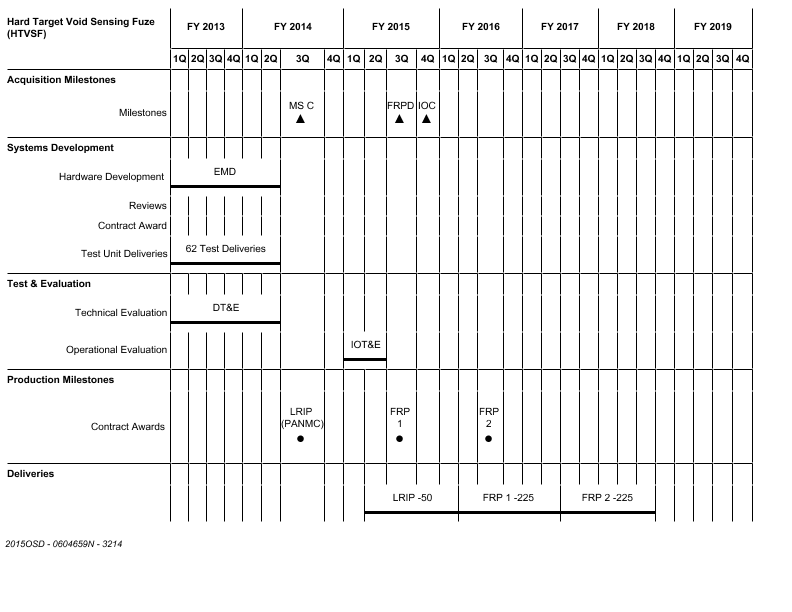 Hard Target Void Sensing Fuze
(HTVSF)
FY 2013 FY 2014 FY 2015 FY 2016 FY 2017 FY 2018 FY 2019
1Q 2Q 3Q 4Q 1Q 2Q 3Q 4Q 1Q 2Q 3Q 4Q 1Q 2Q 3Q 4Q 1Q 2Q 3Q 4Q 1Q 2Q 3Q 4Q 1Q 2Q 3Q 4Q
Acquisition Milestones
MS C FRPD IOC
Milestones
Systems Development
EMD
Hardware Development
Reviews
Contract Award
62 Test Deliveries
Test Unit Deliveries
Test & Evaluation
DT&E
Technical Evaluation
IOT&E
Operational Evaluation
Production Milestones
LRIP FRP FRP
(PANMC) 1 2
Contract Awards
Deliveries
LRIP -50 FRP 1 -225 FRP 2 -225
2015OSD - 0604659N - 3214